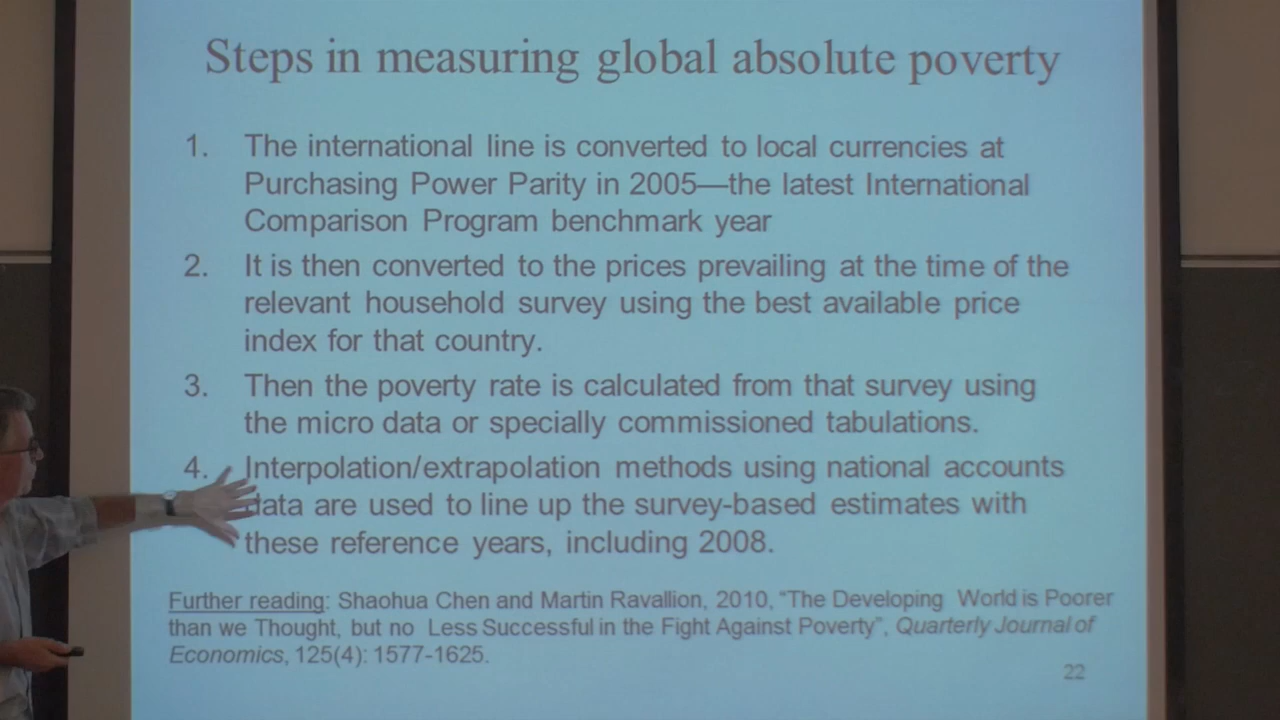 Steps in measuring global absolute poverty
1. The international line is converted to local currencies at
Purchasing Power Parity in 2005—the latest International
Comparison Program benchmark year
2. It is then converted to the prices prevailing at the time of the
relevant household survey using the best available price
index for that country.
3. Then the poverty rate is calculated from that survey using
the micro data or specially commissioned tabulations.
4. Interpolation/extrapolation methods using national accounts
data are used to line up the survey-based estimates with
these reference years, including 2008.
Further reading: Shaohua Chen and Martin Ravallion, 2010, "The Developing World is Poorer
than we Thought, but no Less Successful in the Fight Against Poverty", Quarterly Journal of
Economics, 125(4): 1577-1625.
22